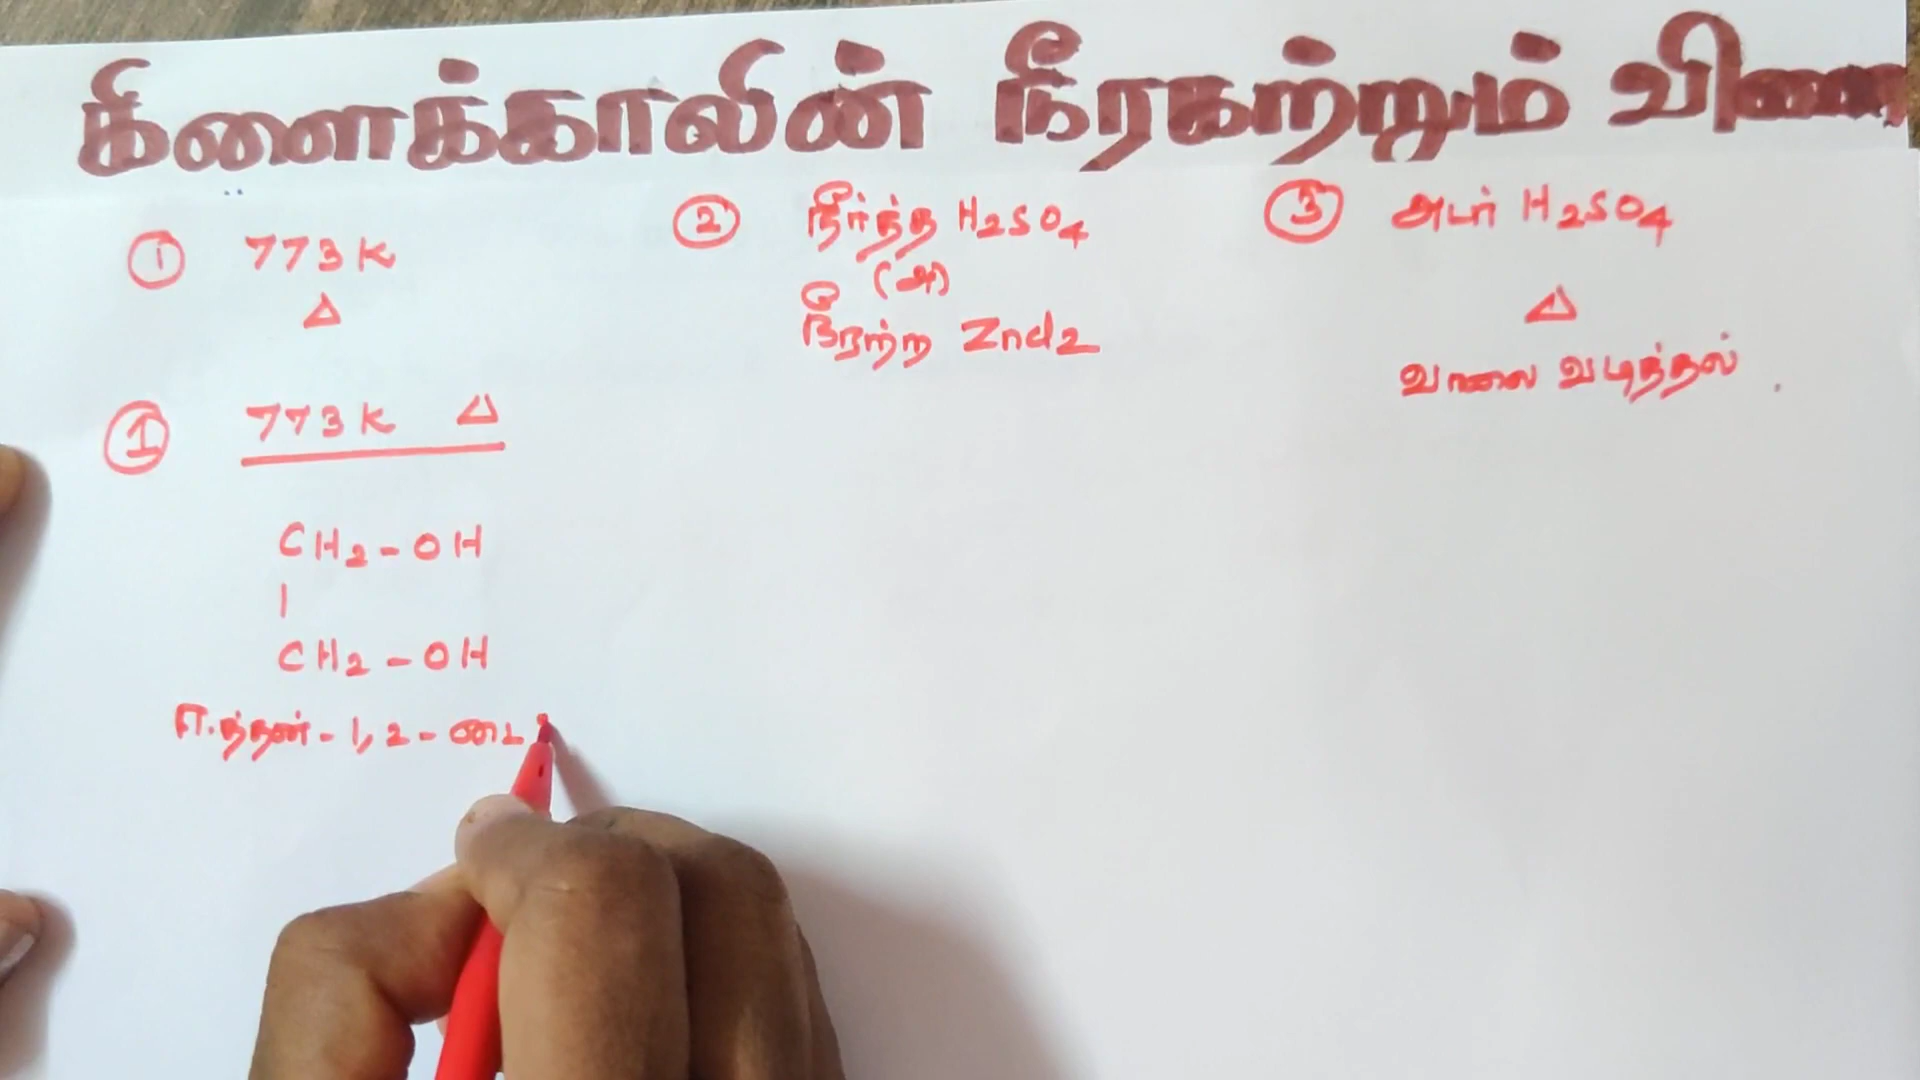 கிளைக்காலின் நீரகற்றும் வினை
① 773K
Δ
② நீர்த்த H2SO4
(அ)
நீரற்ற ZnCl2
③ அடர் H2SO4
Δ
வாலை வடித்தல்
① 773K Δ
CH2-OH
|
CH2-OH
எ.த்தன்-1,2-டை